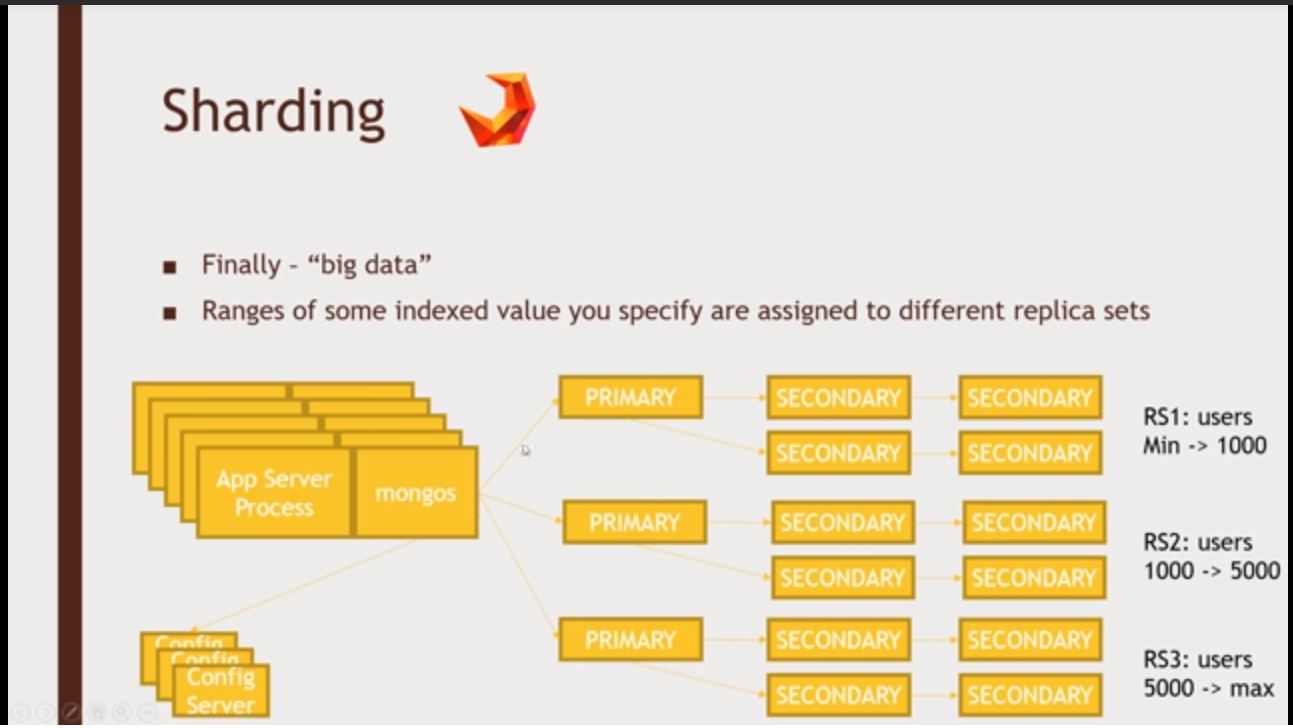 Sharding
■ Finally - “big data”
■ Ranges of some indexed value you specify are assigned to different replica sets
App Server
Process
mongos
Config
Config
Config
Server
PRIMARY
SECONDARY
SECONDARY
SECONDARY
SECONDARY
RS1: users
Min -> 1000
PRIMARY
SECONDARY
SECONDARY
SECONDARY
SECONDARY
RS2: users
1000 -> 5000
PRIMARY
SECONDARY
SECONDARY
SECONDARY
SECONDARY
RS3: users
5000 -> max